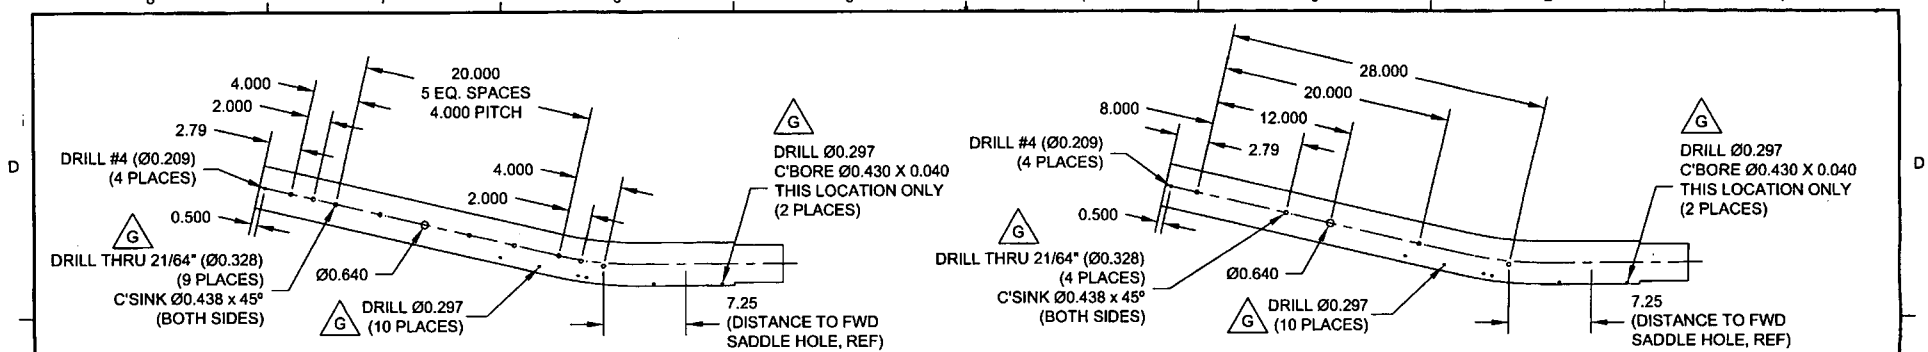 D
4.000
2.000
2.79
DRILL #4 (Ø0.209)
(4 PLACES)
0.500
G
DRILL THRU 21/64" (Ø0.328)
(9 PLACES)
C'SINK Ø0.438 x 45º
(BOTH SIDES)
20.000
5 EQ. SPACES
4.000 PITCH
4.000
2.000
Ø0.640
G
DRILL Ø0.297
(10 PLACES)
G
DRILL Ø0.297
C'BORE Ø0.430 X 0.040
THIS LOCATION ONLY
(2 PLACES)
7.25
(DISTANCE TO FWD
SADDLE HOLE, REF)
28.000
20.000
12.000
8.000
2.79
DRILL #4 (Ø0.209)
(4 PLACES)
0.500
G
DRILL THRU 21/64" (Ø0.328)
(4 PLACES)
C'SINK Ø0.438 x 45º
(BOTH SIDES)
Ø0.640
G
DRILL Ø0.297
(10 PLACES)
G
DRILL Ø0.297
C'BORE Ø0.430 X 0.040
THIS LOCATION ONLY
(2 PLACES)
7.25
(DISTANCE TO FWD
SADDLE HOLE, REF)
D